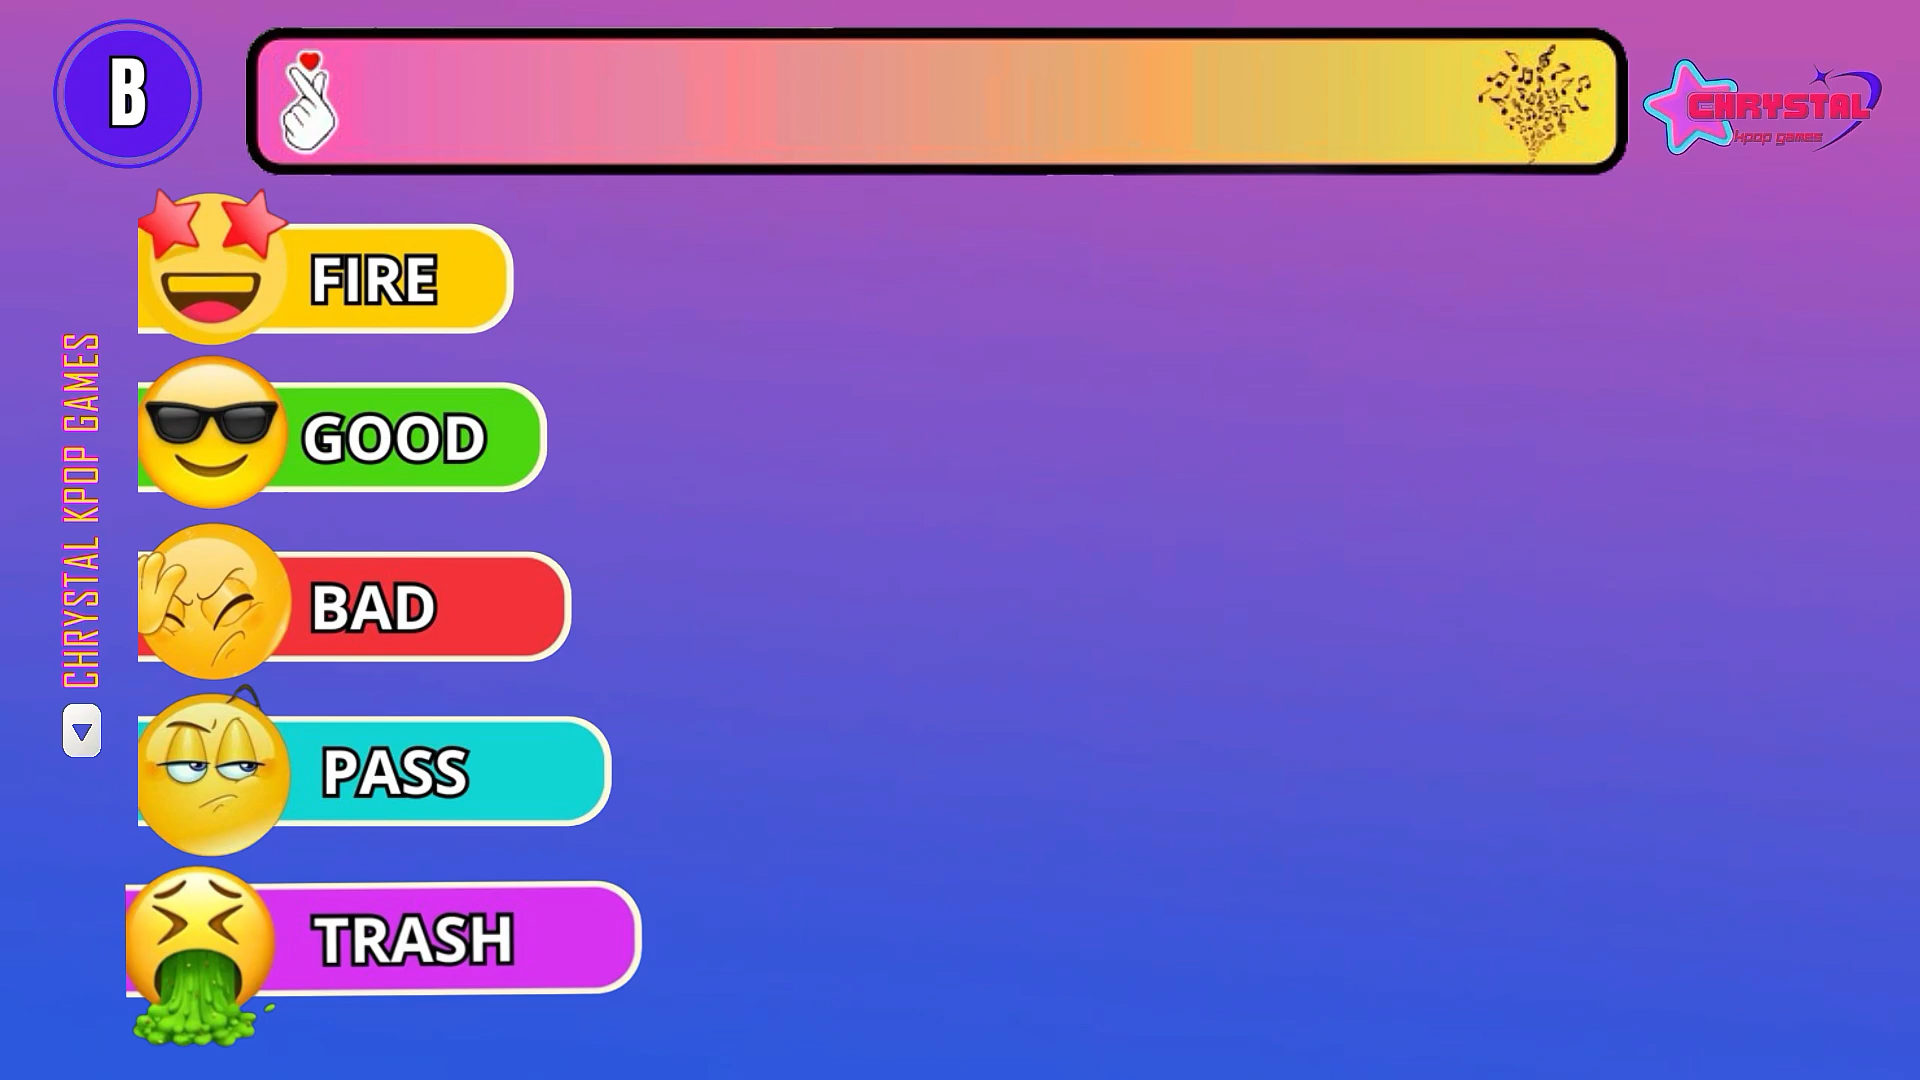 B
CHRYSTAL
kpop games
FIRE
GOOD
BAD
PASS
TRASH
CHRYSTAL KPOP GAMES